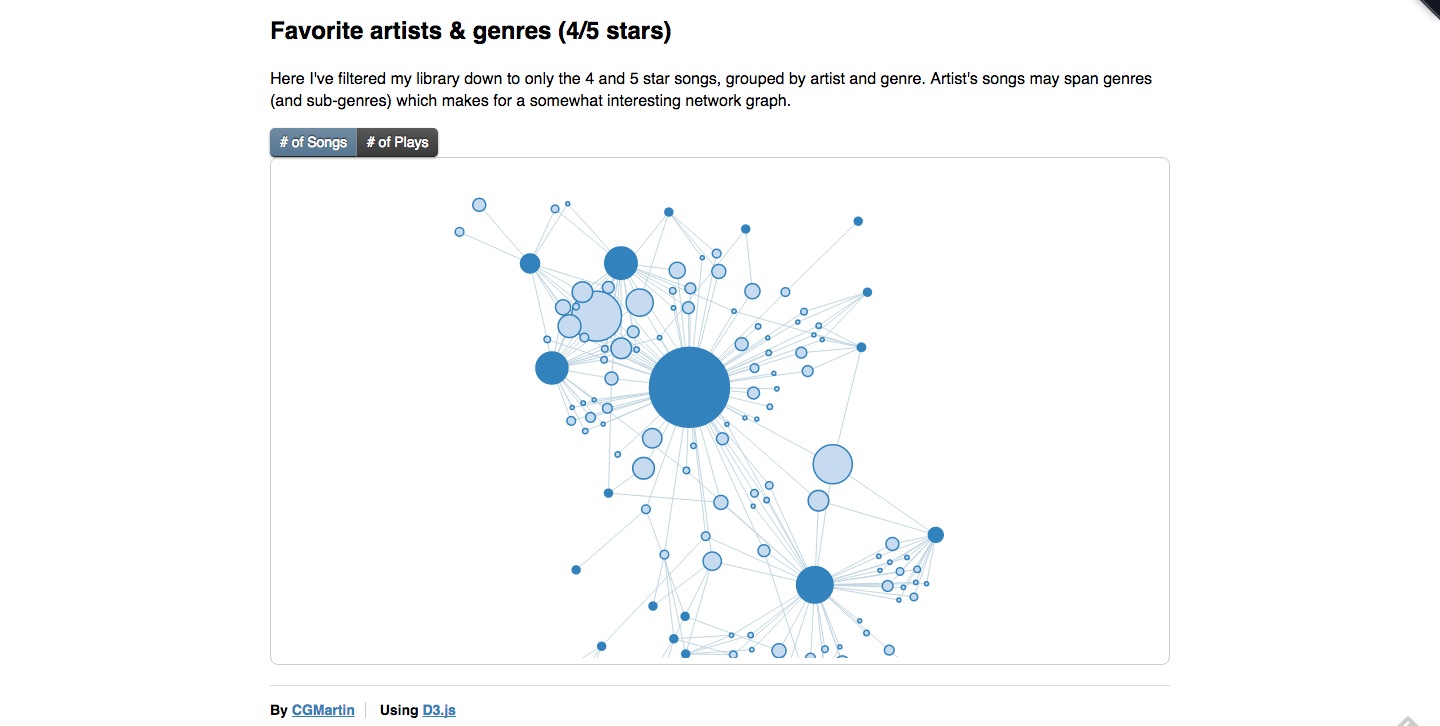 Favorite artists & genres (4/5 stars)
Here I've filtered my library down to only the 4 and 5 star songs, grouped by artist and genre. Artist's songs may span genres
(and sub-genres) which makes for a somewhat interesting network graph.
# of Songs # of Plays
By CGMartin Using D3.js